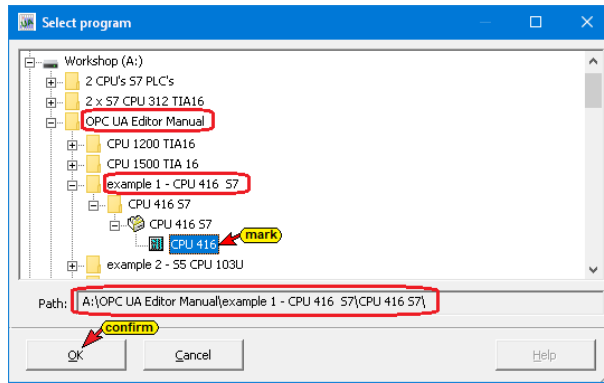 Select program
Workshop (A:)
2 CPU's S7 PLC's
2 x S7 CPU 312 TIA16
OPC UA Editor Manual
CPU 1200 TIA16
CPU 1500 TIA 16
example 1 - CPU 416  S7
CPU 416 S7
CPU 416 S7
CPU 416
mark
example 2 - S5 CPU 103U
Path: A:\OPC UA Editor Manual\example 1 - CPU 416  S7\CPU 416 S7\
confirm
OK Cancel Help